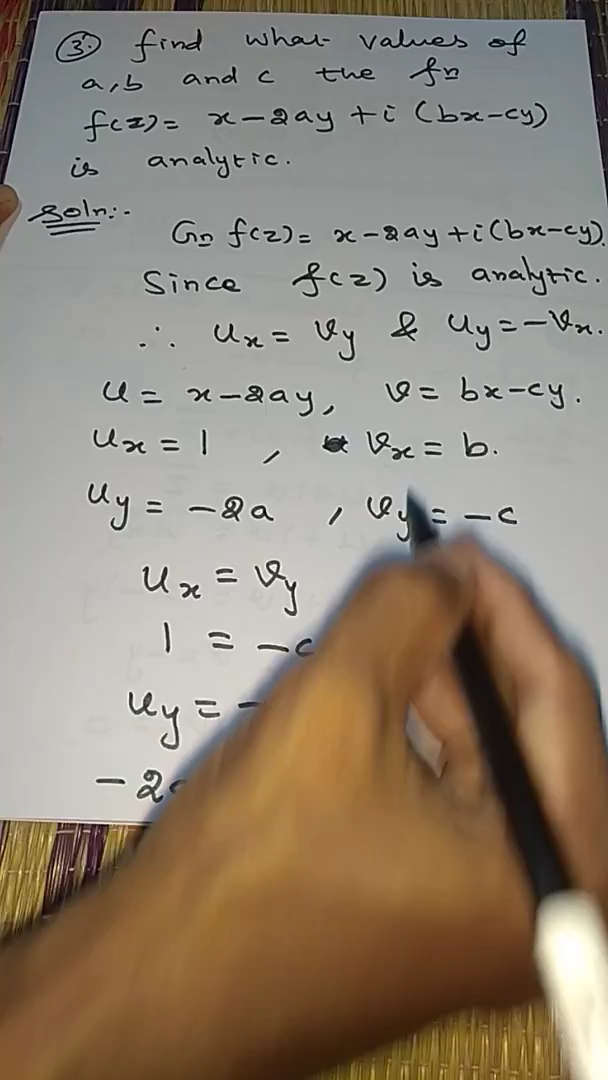 ③. find what values of
a,b and c the fn
f(z)= x-2ay +i (bx-cy)
is analytic.
Soln:-
Gn f(z)= x-2ay+i(bx-cy).
Since f(z) is analytic.
∴ ux = vy & uy = -vx.
u = x-2ay, v = bx-cy.
ux = 1 , vx = b.
uy = -2a , vy = -c
ux = vy
1 = -c
uy = -
-2a